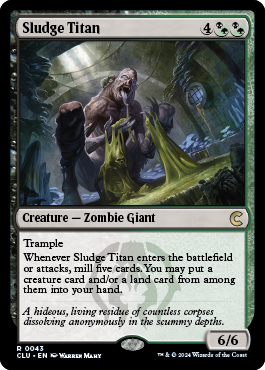 Sludge Titan
4
Creature — Zombie Giant
Trample
Whenever Sludge Titan enters the battlefield
or attacks, mill five cards. You may put a
creature card and/or a land card from among
them into your hand.
A hideous, living residue of countless corpses
dissolving anonymously in the scummy depths.
6/6
R 0043
CLU • EN Warren Mahy
™ & © 2024 Wizards of the Coast